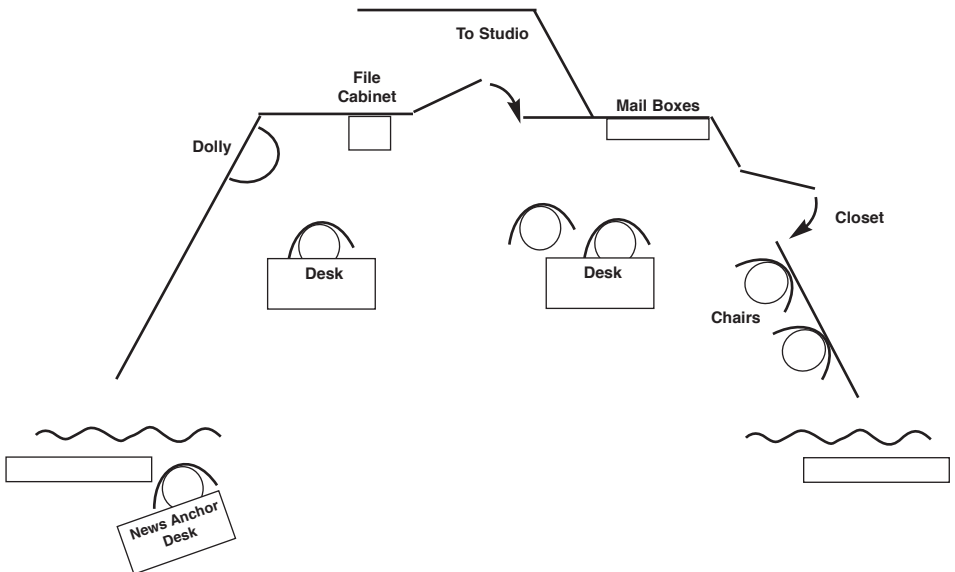 To Studio
File
Cabinet
Mail Boxes
Dolly
Closet
Desk
Desk
Chairs
News Anchor
Desk